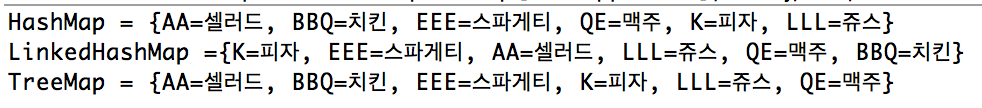 HashMap = {AA=셀러드, BBQ=치킨, EEE=스파게티, QE=맥주, K=피자, LLL=쥬스}
LinkedHashMap ={K=피자, EEE=스파게티, AA=셀러드, LLL=쥬스, QE=맥주, BBQ=치킨}
TreeMap = {AA=셀러드, BBQ=치킨, EEE=스파게티, K=피자, LLL=쥬스, QE=맥주}